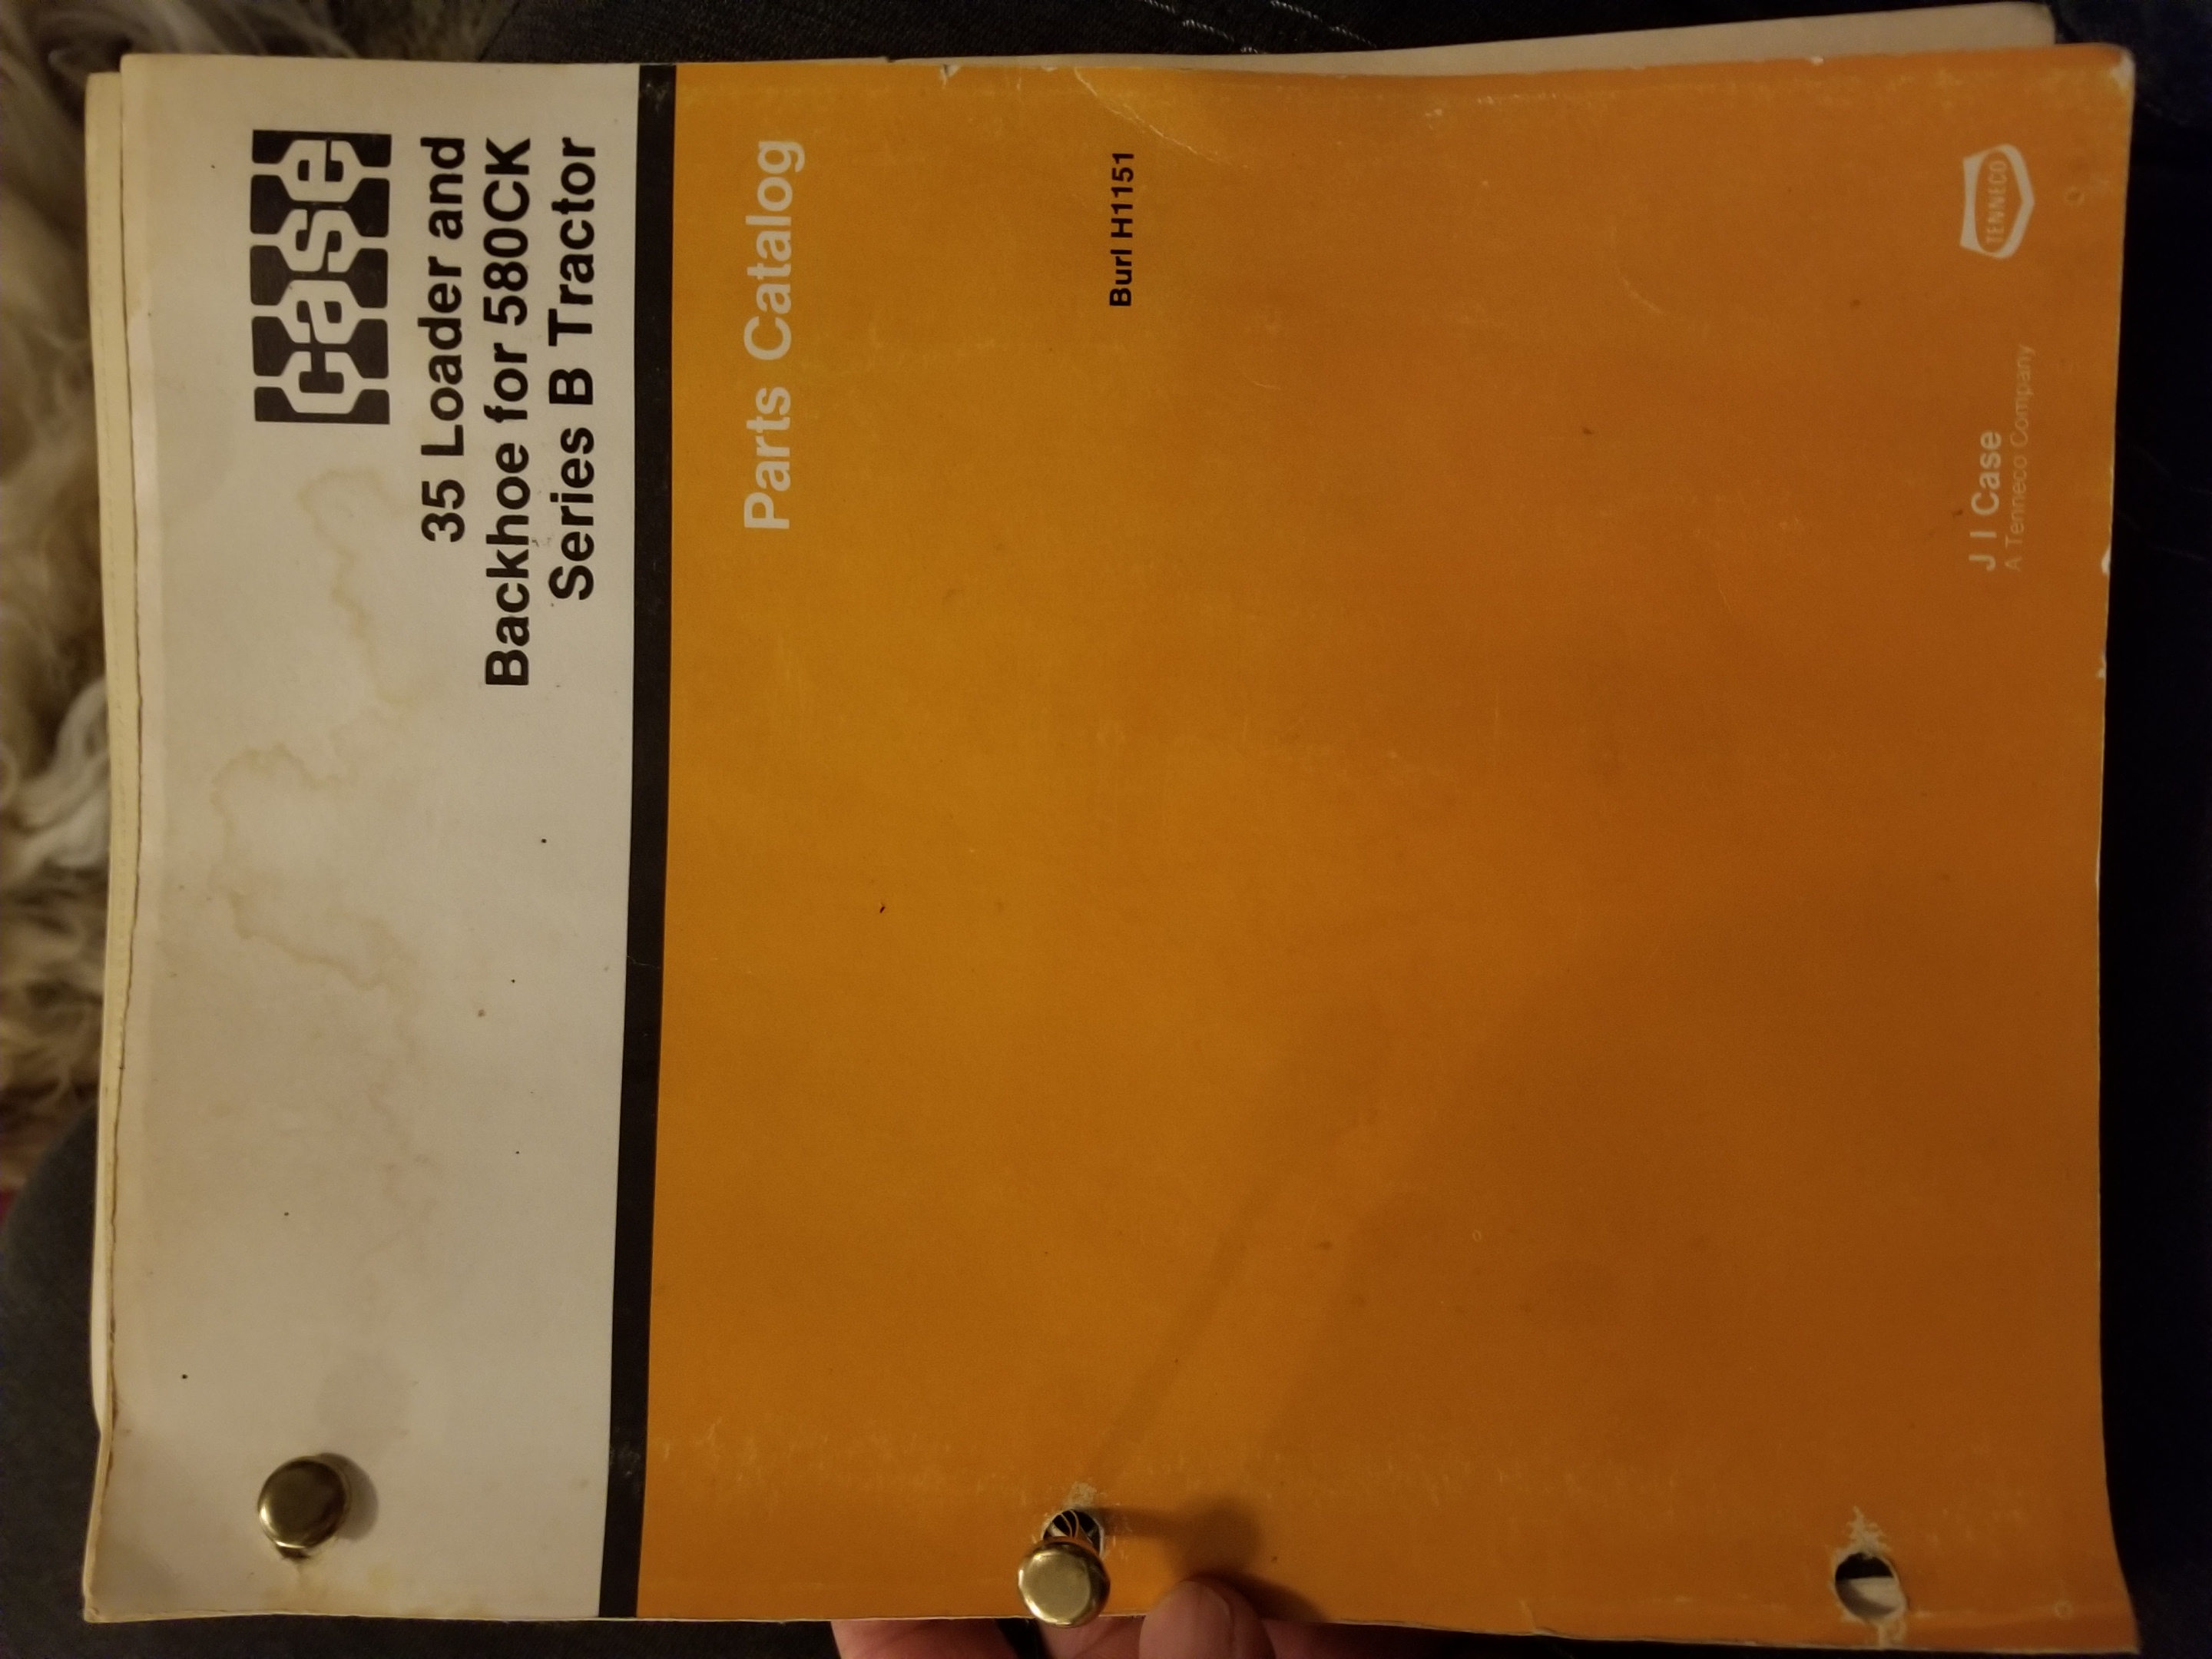 case
35 Loader and
Backhoe for 580CK
Series B Tractor
Parts Catalog
Burl H1151
J I Case
A Tenneco Company
TENNECO